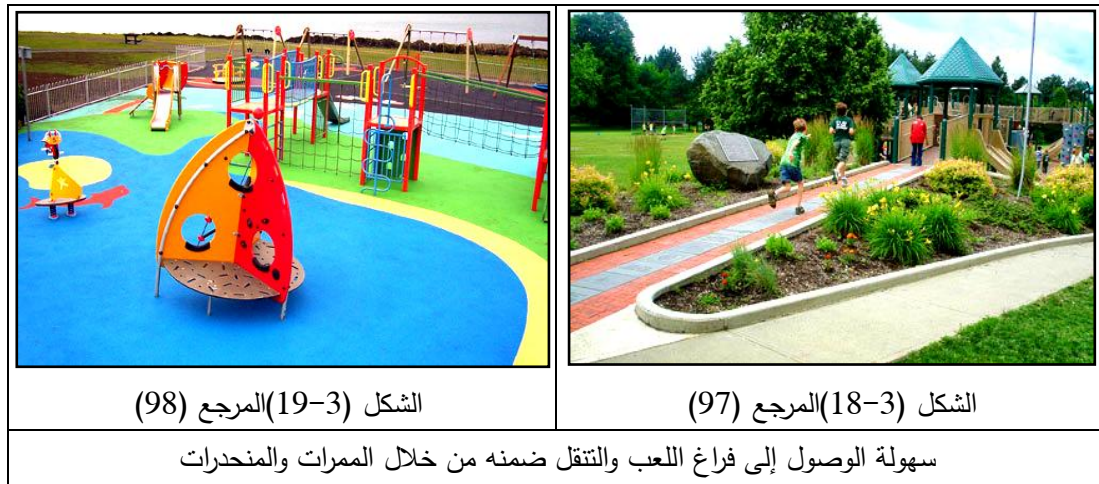 الشكل (3-18)المرجع (97)
الشكل (3-19)المرجع (98)
سهولة الوصول إلى فراغ اللعب والتنقل ضمنه من خلال الممرات والمنحدرات